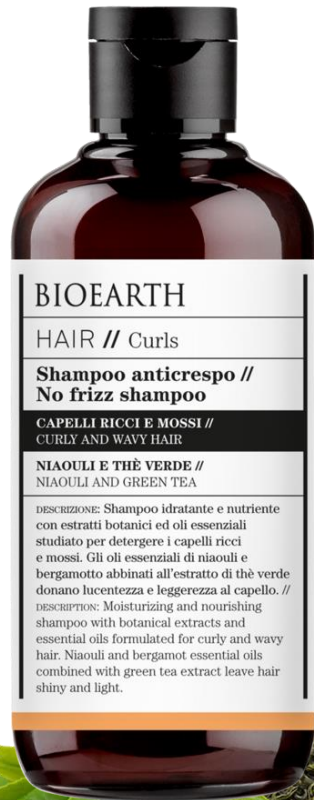 BIOEARTH
HAIR // Curls
Shampoo anticrespo //
No frizz shampoo
CAPELLI RICCI E MOSSI //
CURLY AND WAVY HAIR
NIAOULI E THÈ VERDE //
NIAOULI AND GREEN TEA
DESCRIZIONE: Shampoo idratante e nutriente
con estratti botanici ed oli essenziali
studiato per detergere i capelli ricci
e mossi. Gli oli essenziali di niaouli e
bergamotto abbinati all'estratto di thè verde
donano lucentezza e leggerezza al capello. //
DESCRIPTION: Moisturizing and nourishing
shampoo with botanical extracts and
essential oils formulated for curly and wavy
hair. Niaouli and bergamot essential oils
combined with green tea extract leave hair
shiny and light.